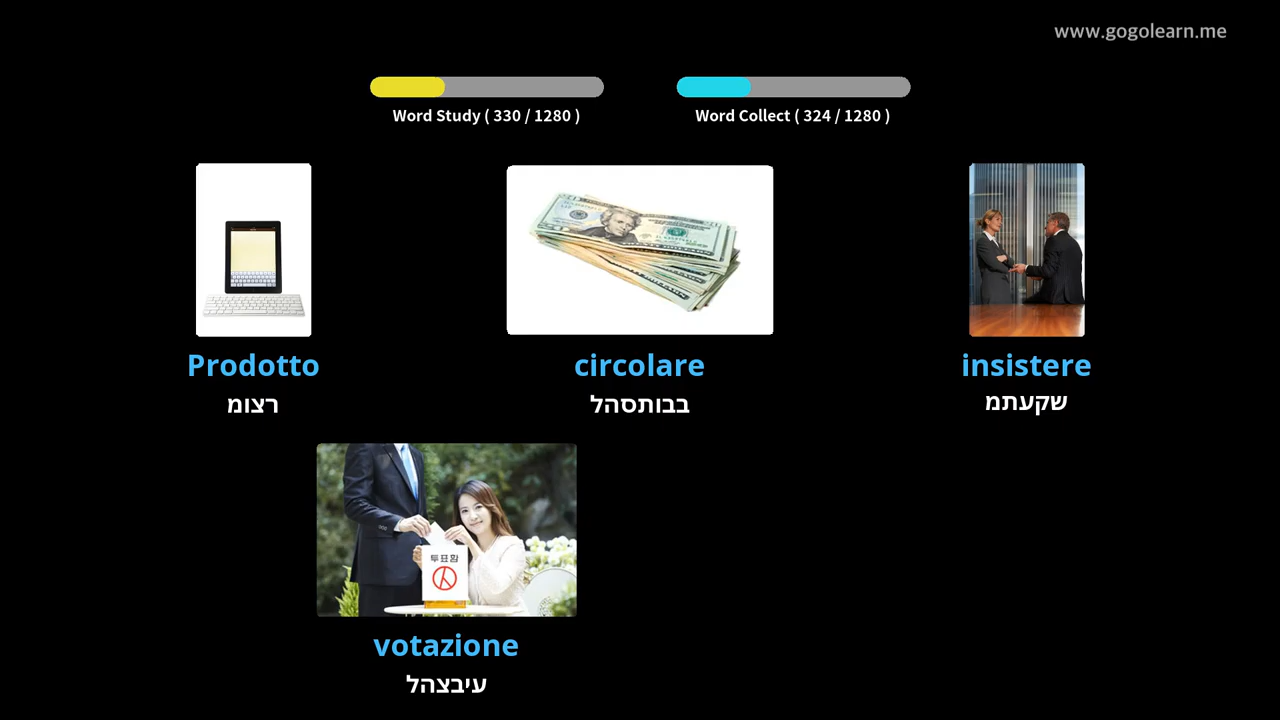 www.gogolearn.me
Word Study ( 330 / 1280 )
Word Collect ( 324 / 1280 )
Prodotto
רצומ
circolare
בבותסהל
insistere
שקעתמ
투표함
votazione
עיבצהל